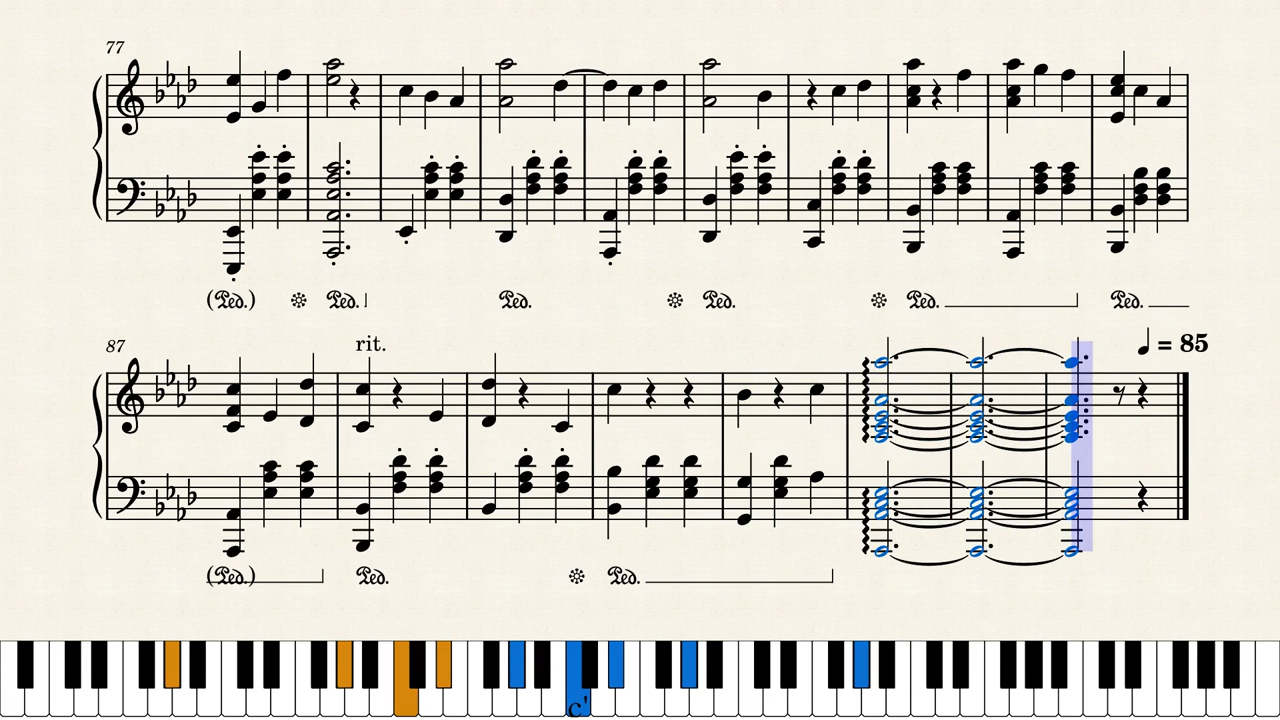 77
(Ped.) Ped. Ped. Ped. Ped. Ped.
♩ = 85
87
rit.
(Ped.) Ped. Ped.
c'